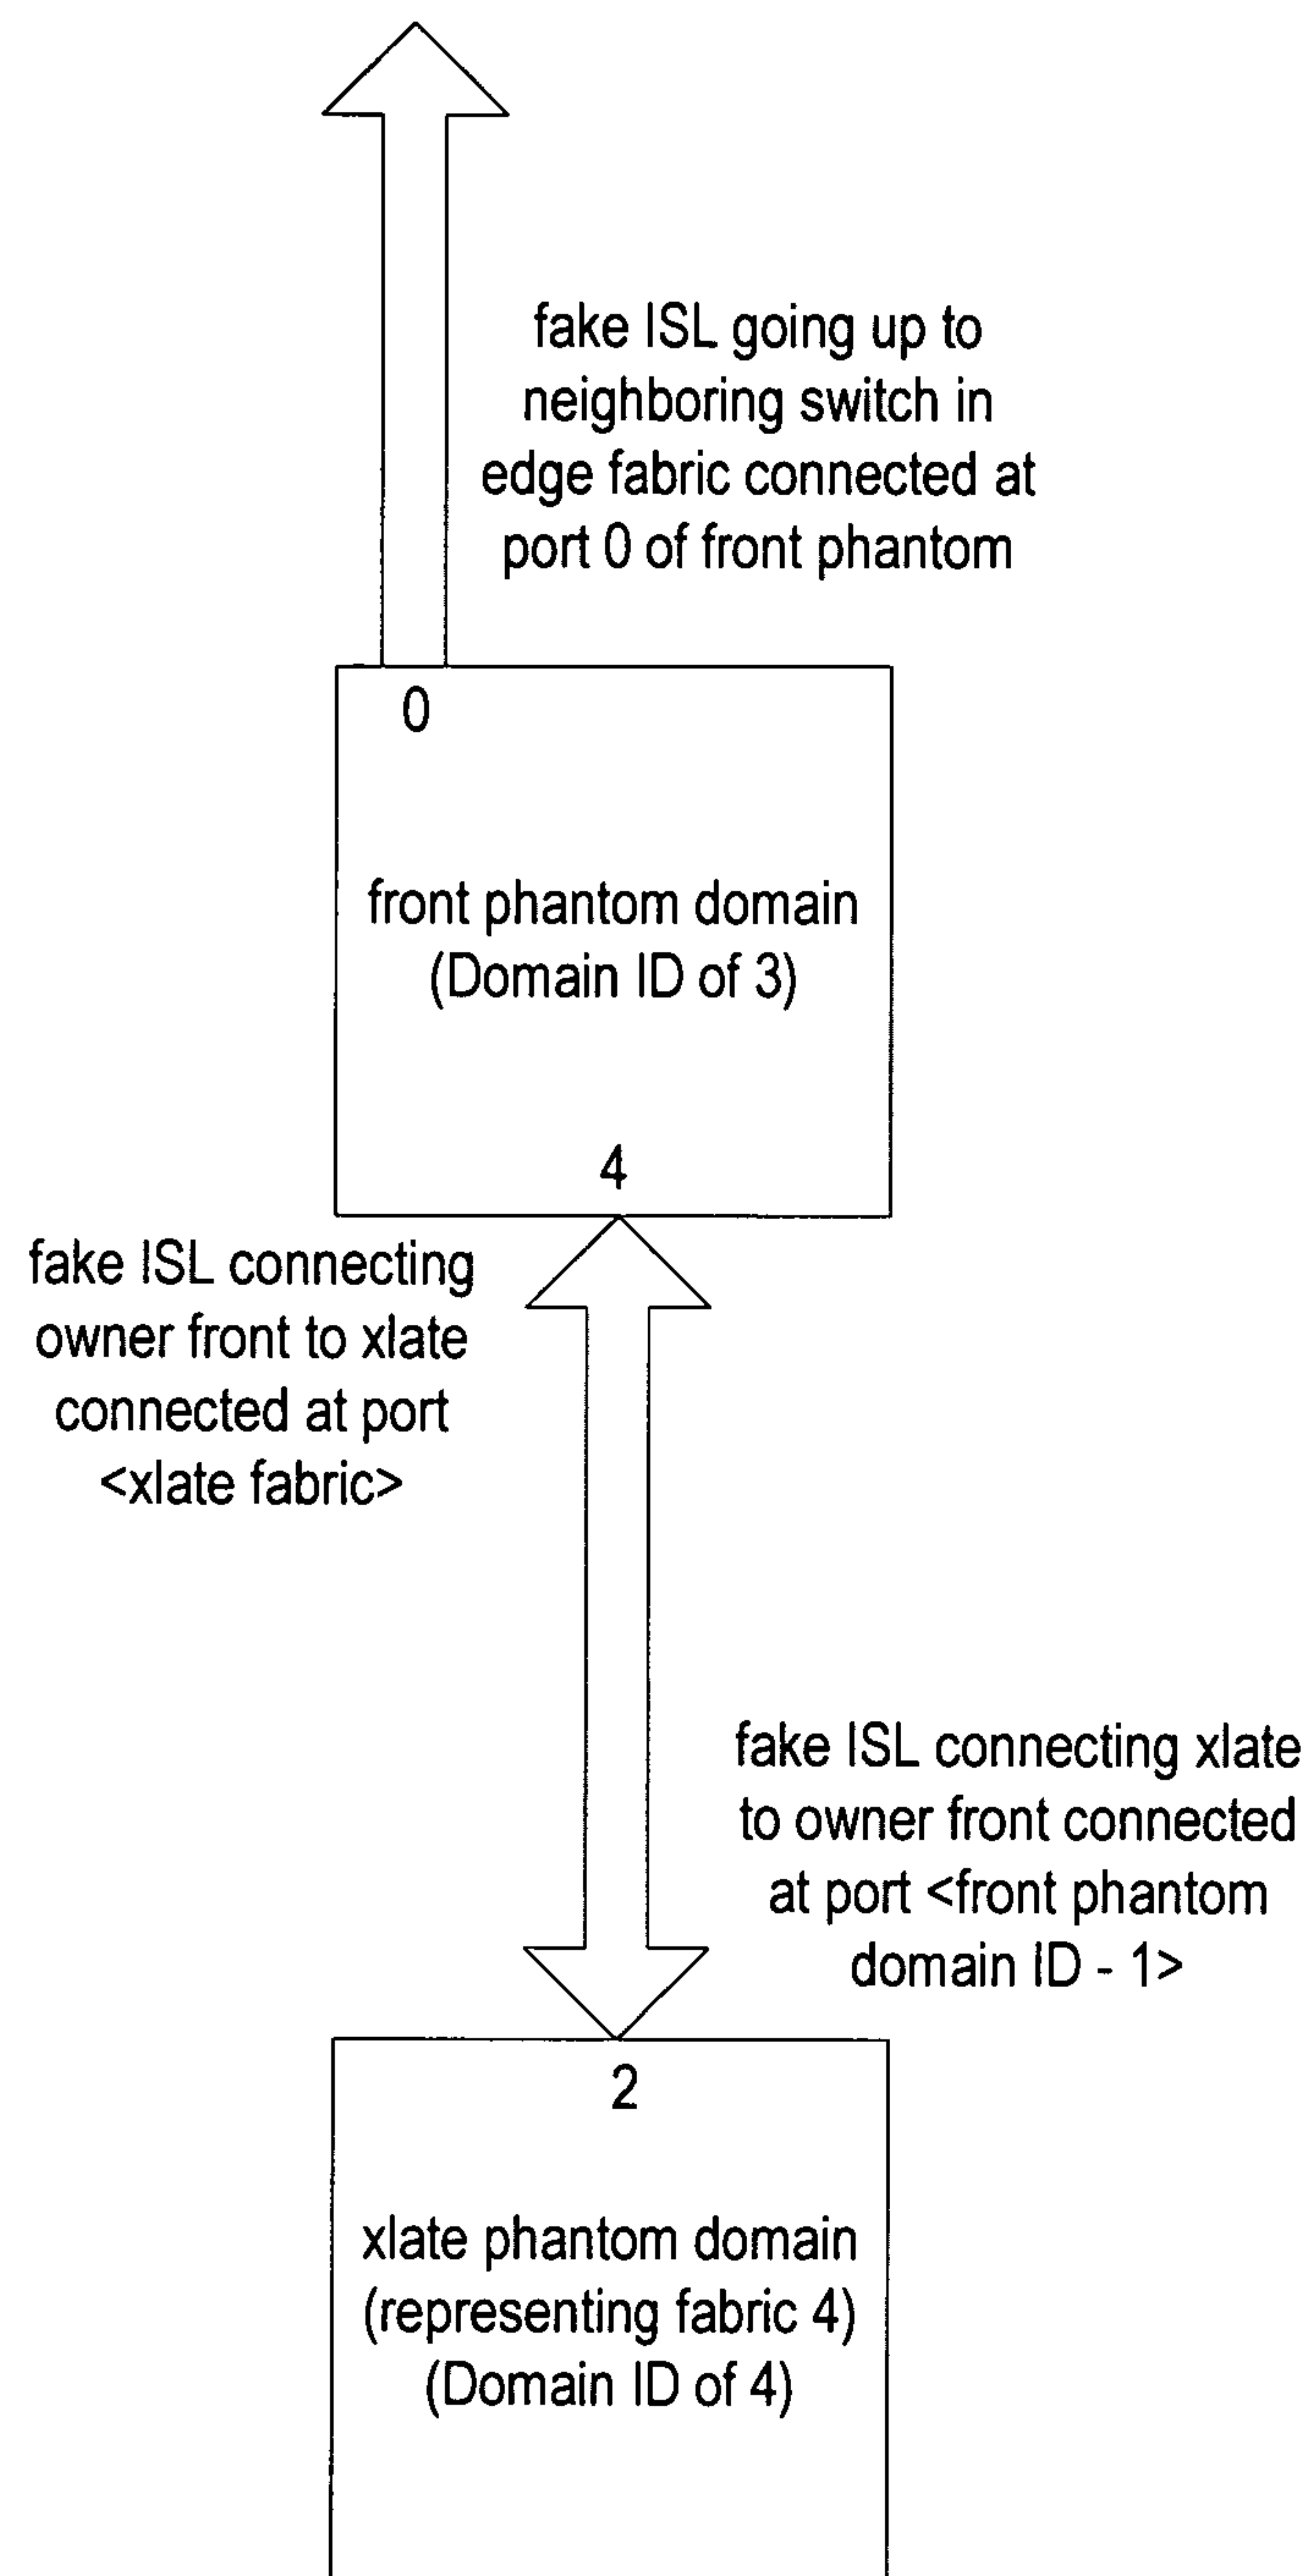 fake ISL going up to
neighboring switch in
edge fabric connected at
port 0 of front phantom
0
front phantom domain
(Domain ID of 3)
4
fake ISL connecting
owner front to xlate
connected at port
<xlate fabric>
fake ISL connecting xlate
to owner front connected
at port <front phantom
domain ID - 1>
2
xlate phantom domain
(representing fabric 4)
(Domain ID of 4)